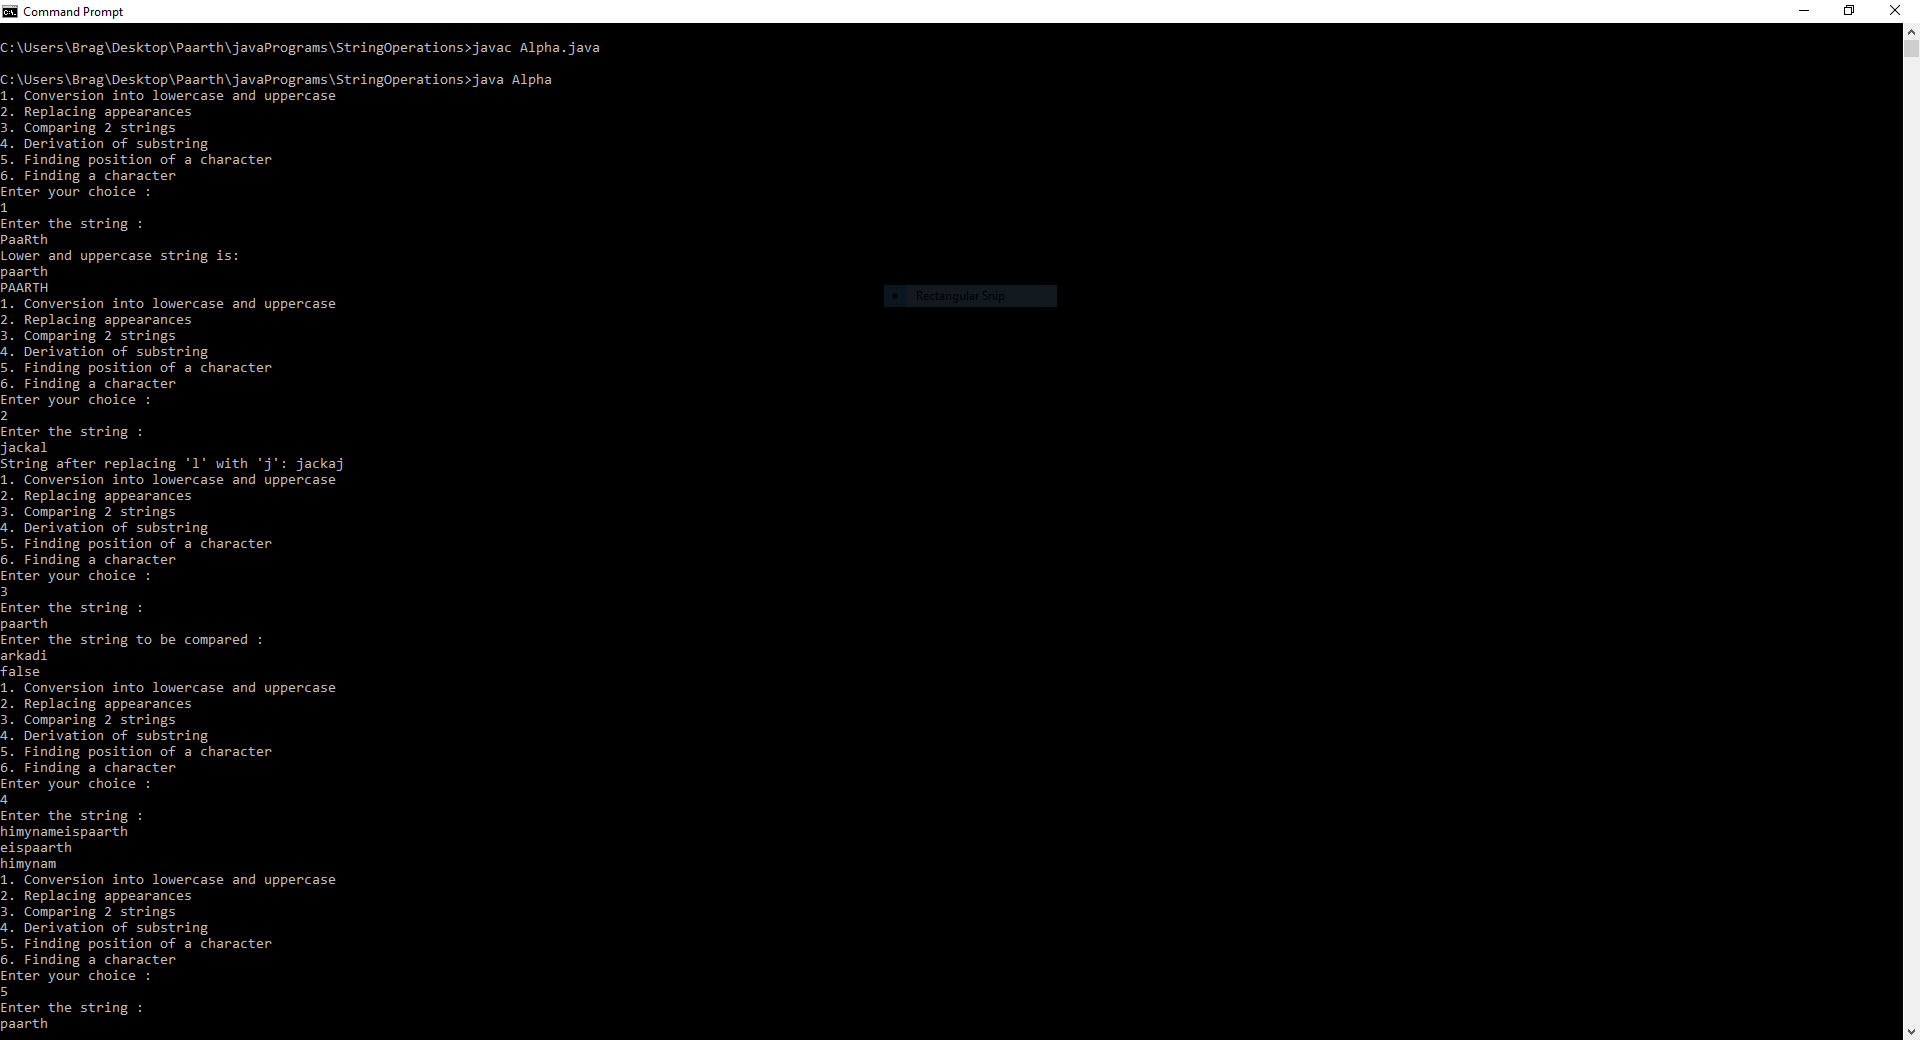 Command Prompt
C:\Users\Brag\Desktop\Paarth\javaPrograms\StringOperations>javac Alpha.java
C:\Users\Brag\Desktop\Paarth\javaPrograms\StringOperations>java Alpha
1. Conversion into lowercase and uppercase
2. Replacing appearances
3. Comparing 2 strings
4. Derivation of substring
5. Finding position of a character
6. Finding a character
Enter your choice :
1
Enter the string :
PaaRth
Lower and uppercase string is:
paarth
PAARTH
Rectangular Snip
1. Conversion into lowercase and uppercase
2. Replacing appearances
3. Comparing 2 strings
4. Derivation of substring
5. Finding position of a character
6. Finding a character
Enter your choice :
2
Enter the string :
jackal
String after replacing 'l' with 'j': jackaj
1. Conversion into lowercase and uppercase
2. Replacing appearances
3. Comparing 2 strings
4. Derivation of substring
5. Finding position of a character
6. Finding a character
Enter your choice :
3
Enter the string :
paarth
Enter the string to be compared :
arkadi
false
1. Conversion into lowercase and uppercase
2. Replacing appearances
3. Comparing 2 strings
4. Derivation of substring
5. Finding position of a character
6. Finding a character
Enter your choice :
4
Enter the string :
himynameispaarth
eispaarth
himynam
1. Conversion into lowercase and uppercase
2. Replacing appearances
3. Comparing 2 strings
4. Derivation of substring
5. Finding position of a character
6. Finding a character
Enter your choice :
5
Enter the string :
paarth